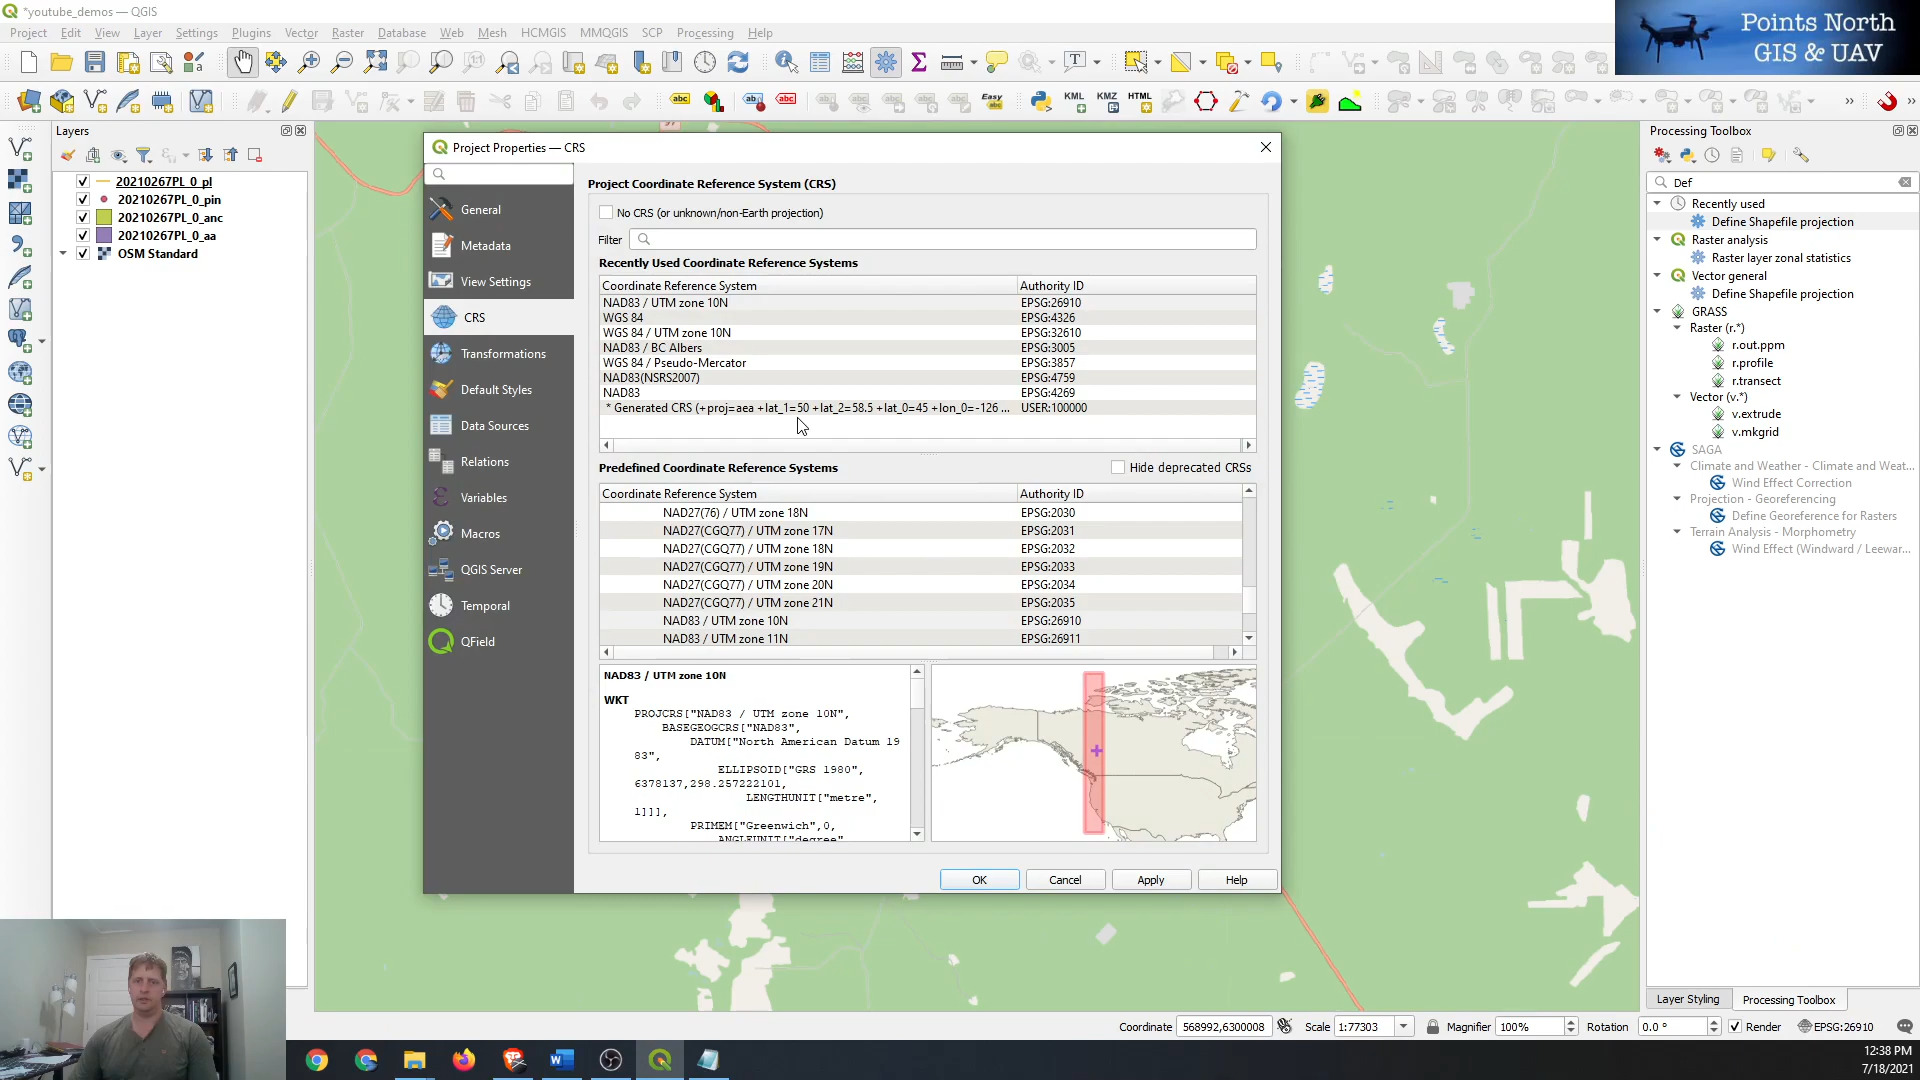 *youtube_demos — QGIS
Project Edit View Layer Settings Plugins Vector Raster Database Web Mesh HCMGIS MMQGIS SCP Processing Help
Points North
GIS & UAV
Layers
20210267PL_0_pl
20210267PL_0_pin
20210267PL_0_anc
20210267PL_0_aa
OSM Standard
Project Properties — CRS
General
Metadata
View Settings
CRS
Transformations
Default Styles
Data Sources
Relations
Variables
Macros
QGIS Server
Temporal
QField
Project Coordinate Reference System (CRS)
No CRS (or unknown/non-Earth projection)
Filter
Recently Used Coordinate Reference Systems
Coordinate Reference System Authority ID
NAD83 / UTM zone 10N EPSG:26910
WGS 84 EPSG:4326
WGS 84 / UTM zone 10N EPSG:32610
NAD83 / BC Albers EPSG:3005
WGS 84 / Pseudo-Mercator EPSG:3857
NAD83(NSRS2007) EPSG:4759
NAD83 EPSG:4269
* Generated CRS (+proj=aea +lat_1=50 +lat_2=58.5 +lat_0=45 +lon_0=-126 ... USER:100000
Predefined Coordinate Reference Systems Hide deprecated CRSs
Coordinate Reference System Authority ID
NAD27(76) / UTM zone 18N EPSG:2030
NAD27(CGQ77) / UTM zone 17N EPSG:2031
NAD27(CGQ77) / UTM zone 18N EPSG:2032
NAD27(CGQ77) / UTM zone 19N EPSG:2033
NAD27(CGQ77) / UTM zone 20N EPSG:2034
NAD27(CGQ77) / UTM zone 21N EPSG:2035
NAD83 / UTM zone 10N EPSG:26910
NAD83 / UTM zone 11N EPSG:26911
NAD83 / UTM zone 10N
WKT
PROJCRS["NAD83 / UTM zone 10N",
BASEGEOGCRS["NAD83",
DATUM["North American Datum 19
83",
ELLIPSOID["GRS 1980",
6378137,298.257222101,
LENGTHUNIT["metre",
1]]],
PRIMEM["Greenwich",0,
ANGLEUNIT["degree"
OK Cancel Apply Help
Processing Toolbox
Def
Recently used
Define Shapefile projection
Raster analysis
Raster layer zonal statistics
Vector general
Define Shapefile projection
GRASS
Raster (r.*)
r.out.ppm
r.profile
r.transect
Vector (v.*)
v.extrude
v.mkgrid
SAGA
Climate and Weather - Climate and Weat...
Wind Effect Correction
Projection - Georeferencing
Define Georeference for Rasters
Terrain Analysis - Morphometry
Wind Effect (Windward / Leewar...
Layer Styling Processing Toolbox
Coordinate 568992,6300008 Scale 1:77303 Magnifier 100% Rotation 0.0 ° Render EPSG:26910
12:38 PM
7/18/2021